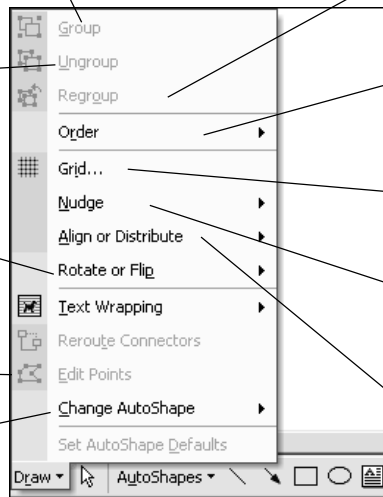 Group
Ungroup
Regroup
Order
Grid...
Nudge
Align or Distribute
Rotate or Flip
Text Wrapping
Reroute Connectors
Edit Points
Change AutoShape
Set AutoShape Defaults
Draw AutoShapes